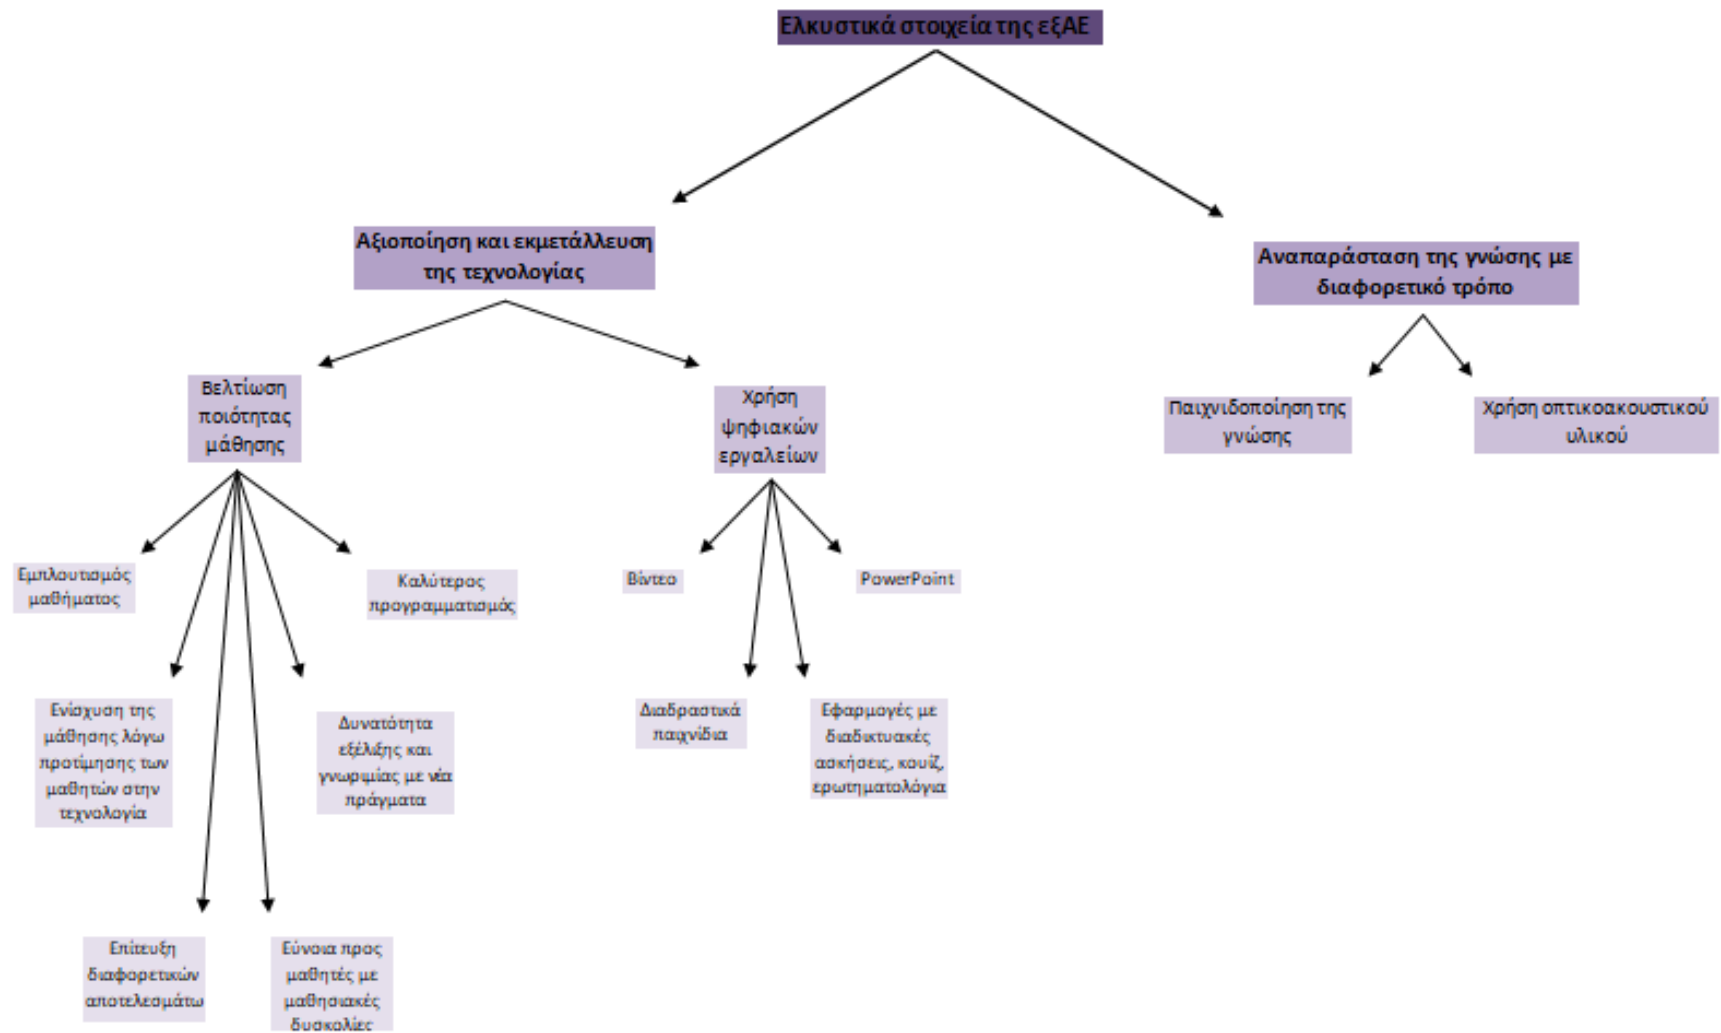 Ελκυστικά στοιχεία της εξΑΕ
Αξιοποίηση και εκμετάλλευση
της τεχνολογίας
Αναπαράσταση της γνώσης με
διαφορετικό τρόπο
Βελτίωση
ποιότητας
μάθησης
Χρήση
ψηφιακών
εργαλείων
Παιχνιδοποίηση της
γνώσης
Χρήση οπτικοακουστικού
υλικού
Εμπλουτισμός
μαθήματος
Καλύτερος
προγραμματισμός
Βίντεο
PowerPoint
Ενίσχυση της
μάθησης λόγω
προτίμησης των
μαθητών στην
τεχνολογία
Δυνατότητα
εξέλιξης και
γνωριμίας με νέα
πράγματα
Διαδραστικά
παιχνίδια
Εφαρμογές με
διαδικτυακές
ασκήσεις, κουίζ,
ερωτηματολόγια
Επίτευξη
διαφορετικών
αποτελεσμάτω
Εύνοια προς
μαθητές με
μαθησιακές
δυσκολίες